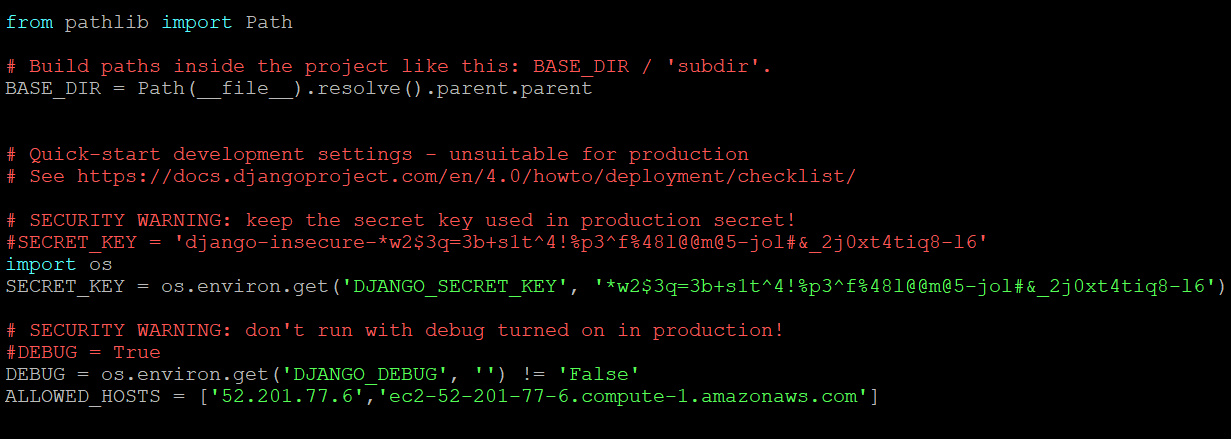 from pathlib import Path
# Build paths inside the project like this: BASE_DIR / 'subdir'.
BASE_DIR = Path(__file__).resolve().parent.parent
# Quick-start development settings - unsuitable for production
# See https://docs.djangoproject.com/en/4.0/howto/deployment/checklist/
# SECURITY WARNING: keep the secret key used in production secret!
#SECRET_KEY = 'django-insecure-*w2$3q=3b+s1t^4!%p3^f%48l@@m@5-jol#&_2j0xt4tiq8-l6'
import os
SECRET_KEY = os.environ.get('DJANGO_SECRET_KEY', '*w2$3q=3b+s1t^4!%p3^f%48l@@m@5-jol#&_2j0xt4tiq8-l6')
# SECURITY WARNING: don't run with debug turned on in production!
#DEBUG = True
DEBUG = os.environ.get('DJANGO_DEBUG', '') != 'False'
ALLOWED_HOSTS = ['52.201.77.6','ec2-52-201-77-6.compute-1.amazonaws.com']